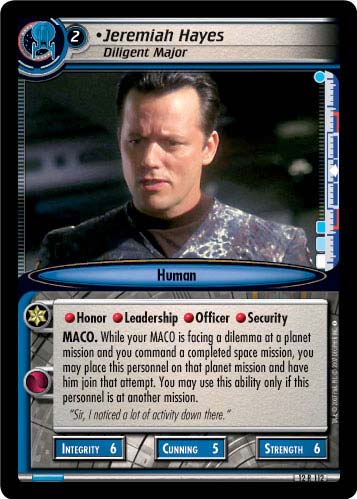 2
•Jeremiah Hayes
Diligent Major
Human
Honor Leadership Officer Security
MACO. While your MACO is facing a dilemma at a planet
mission and you command a completed space mission, you
may place this personnel on that planet mission and have
him join that attempt. You may use this ability only if this
personnel is at another mission.
"Sir, I noticed a lot of activity down there."
INTEGRITY 6 CUNNING 5 STRENGTH 6
12 R 112